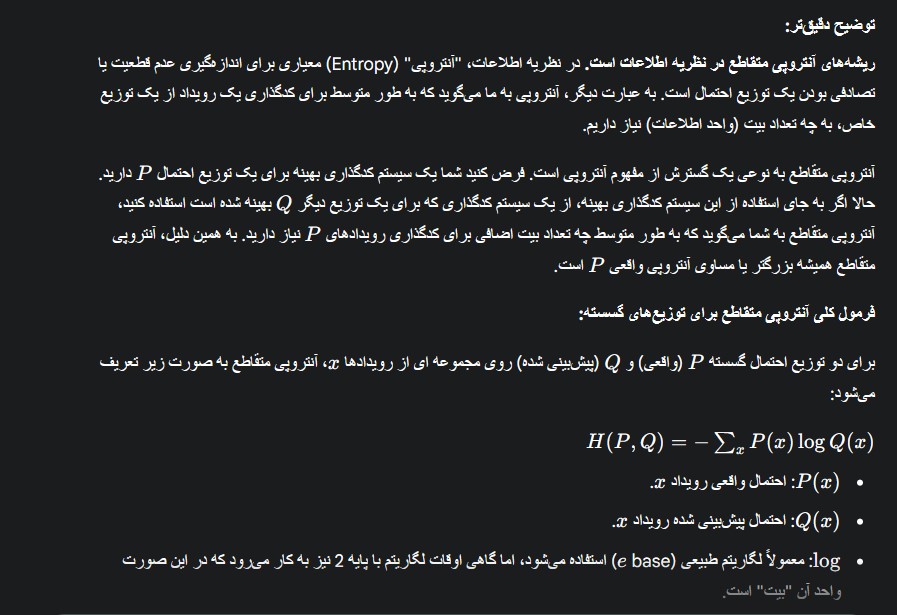 توضیح دقیق‌تر:
ریشه‌های آنتروپی متقاطع در نظریه اطلاعات است. در نظریه اطلاعات، "آنتروپی" (Entropy) معیاری برای اندازه‌گیری عدم قطعیت یا
تصادفی بودن یک توزیع احتمال است. به عبارت دیگر، آنتروپی به ما می‌گوید که به طور متوسط برای کدگذاری یک رویداد از یک توزیع
خاص، به چه تعداد بیت (واحد اطلاعات) نیاز داریم.
آنتروپی متقاطع به نوعی یک گسترش از مفهوم آنتروپی است. فرض کنید شما یک سیستم کدگذاری بهینه برای یک توزیع احتمال P دارید.
حالا اگر به جای استفاده از این سیستم کدگذاری بهینه، از یک سیستم کدگذاری که برای یک توزیع دیگر Q بهینه شده است استفاده کنید،
آنتروپی متقاطع به شما می‌گوید که به طور متوسط چه تعداد بیت اضافی برای کدگذاری رویدادهای P نیاز دارید. به همین دلیل، آنتروپی
متقاطع همیشه بزرگتر یا مساوی آنتروپی واقعی P است.
فرمول کلی آنتروپی متقاطع برای توزیع‌های گسسته:
برای دو توزیع احتمال گسسته P (واقعی) و Q (پیش‌بینی شده) روی مجموعه ای از رویدادها x، آنتروپی متقاطع به صورت زیر تعریف
می‌شود:
H(P, Q) = − ∑ₓ P(x) log Q(x)
• P(x): احتمال واقعی رویداد x.
• Q(x): احتمال پیش‌بینی شده رویداد x.
• log: معمولاً لگاریتم طبیعی (e base) استفاده می‌شود، اما گاهی اوقات لگاریتم با پایه 2 نیز به کار می‌رود که در این صورت
واحد آن "بیت" است.